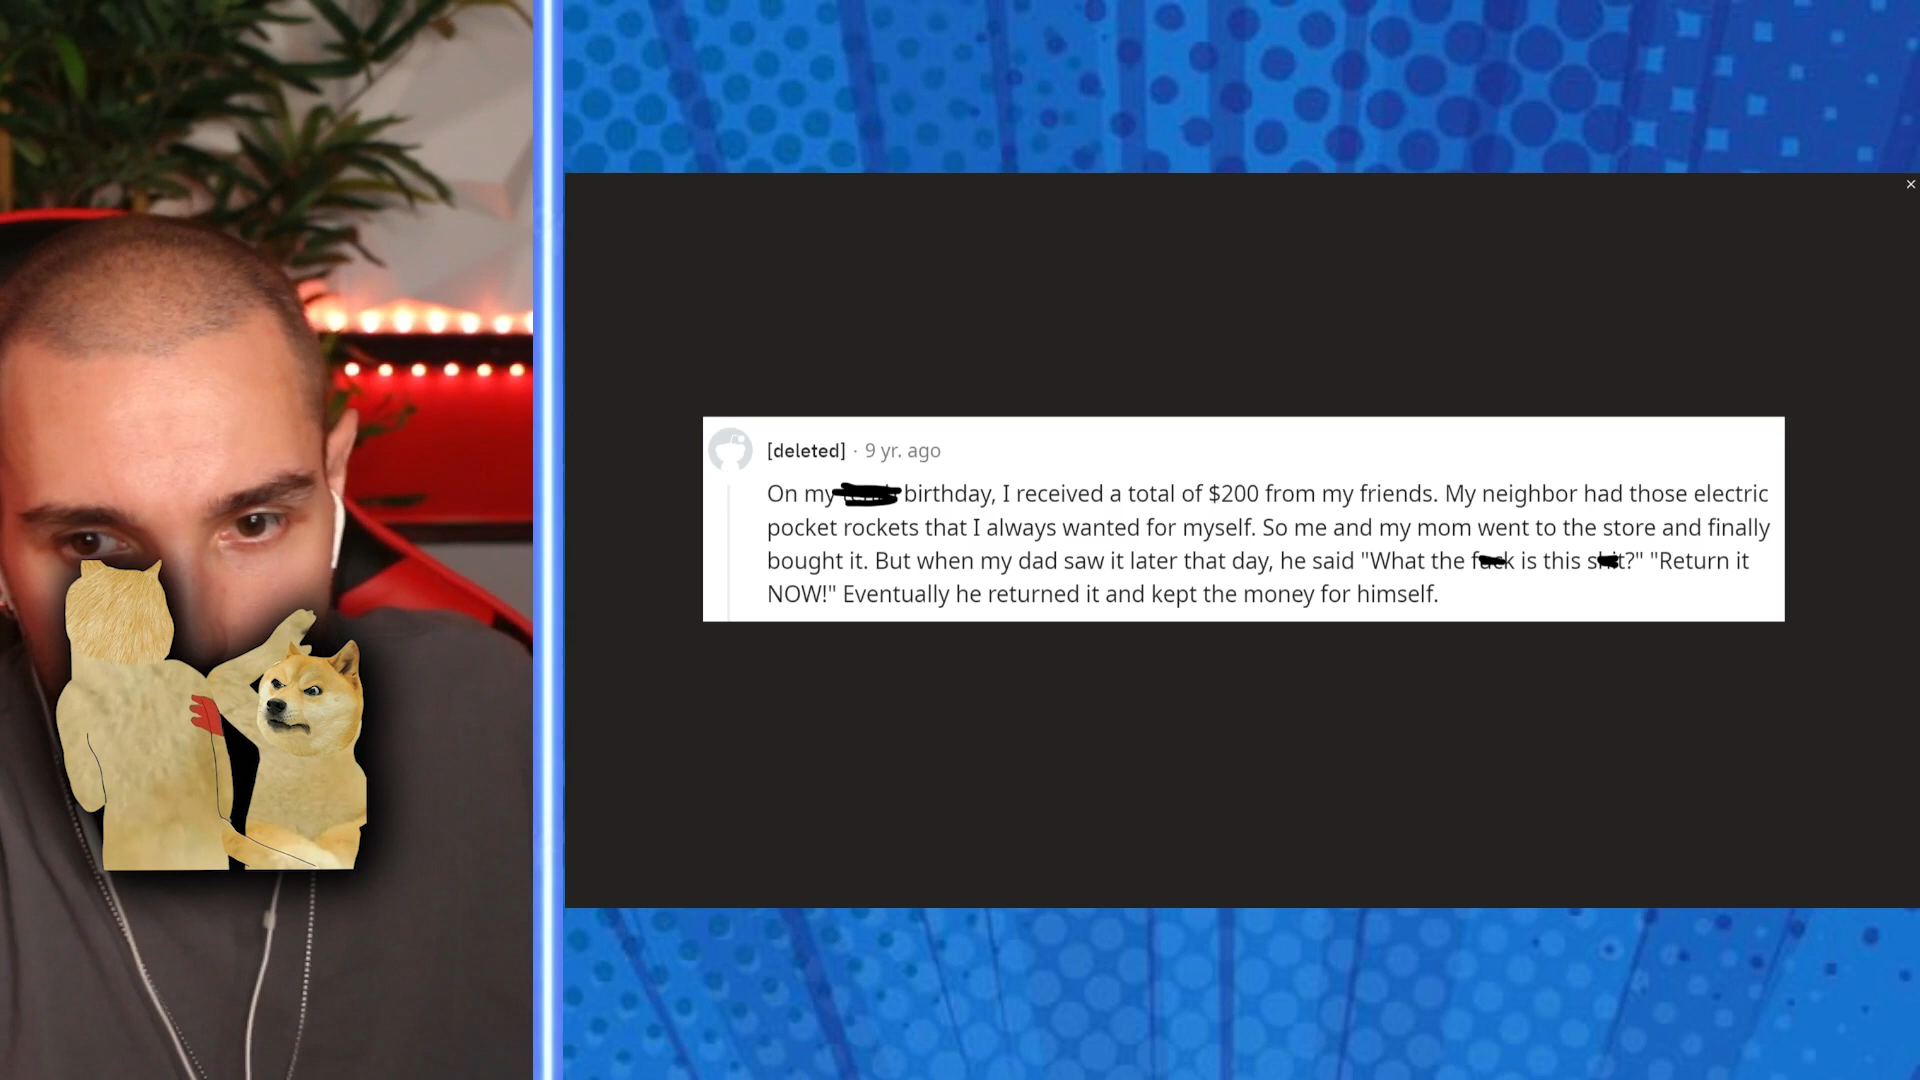 [deleted] · 9 yr. ago
On my birthday, I received a total of $200 from my friends. My neighbor had those electric
pocket rockets that I always wanted for myself. So me and my mom went to the store and finally
bought it. But when my dad saw it later that day, he said "What the fuck is this shit?" "Return it
NOW!" Eventually he returned it and kept the money for himself.